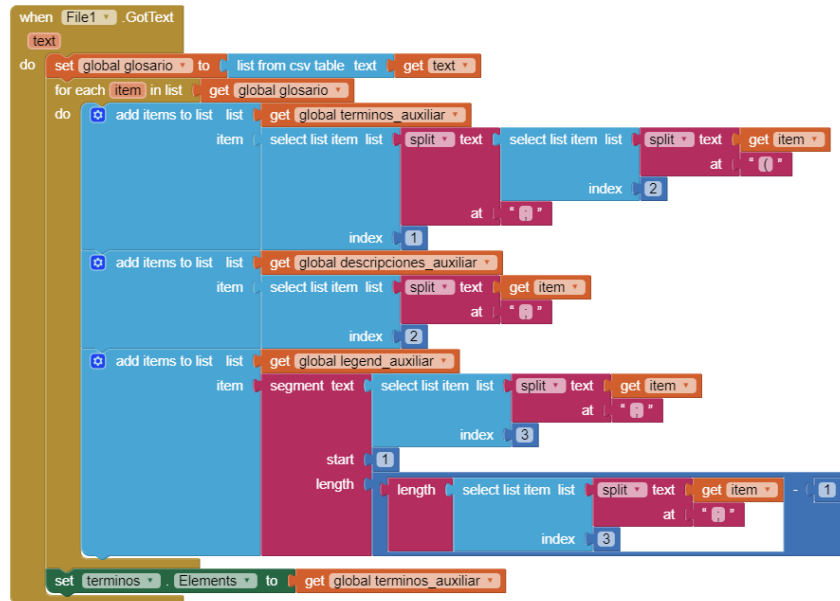 when File1 .GotText
text
do set global glosario to list from csv table text get text
for each item in list get global glosario
do add items to list list get global terminos_auxiliar
item select list item list split text select list item list split text get item
at " ( "
index 2
at " ; "
index 1
add items to list list get global descripciones_auxiliar
item select list item list split text get item
at " ; "
index 2
add items to list list get global legend_auxiliar
item segment text select list item list split text get item
at " ; "
index 3
start 1
length length select list item list split text get item - 1
at " ; "
index 3
set terminos . Elements to get global terminos_auxiliar